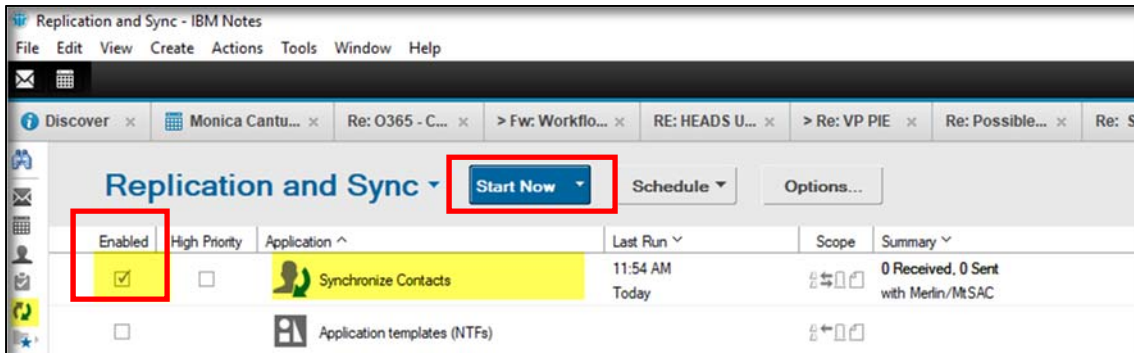 Replication and Sync - IBM Notes
File Edit View Create Actions Tools Window Help
Discover × Monica Cantu... × Re: O365 - C... × > Fw: Workflo... × RE: HEADS U... × > Re: VP PIE × Re: Possible... × Re: S
Replication and Sync Start Now Schedule Options...
Enabled High Priority Application Last Run Scope Summary
Synchronize Contacts 11:54 AM 0 Received, 0 Sent
Today with Merlin/MtSAC
Application templates (NTFs)